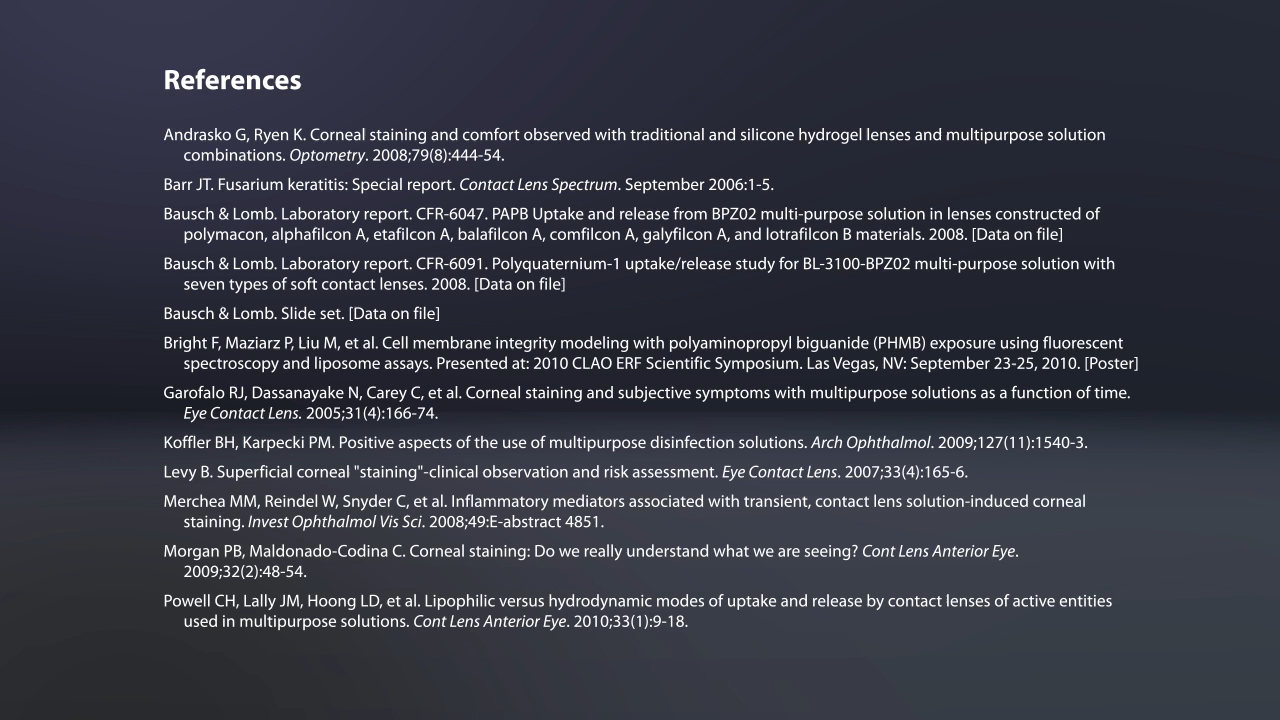 References
Andrasko G, Ryen K. Corneal staining and comfort observed with traditional and silicone hydrogel lenses and multipurpose solution
combinations. Optometry. 2008;79(8):444-54.
Barr JT. Fusarium keratitis: Special report. Contact Lens Spectrum. September 2006:1-5.
Bausch & Lomb. Laboratory report. CFR-6047. PAPB Uptake and release from BPZ02 multi-purpose solution in lenses constructed of
polymacon, alphafilcon A, etafilcon A, balafilcon A, comfilcon A, galyfilcon A, and lotrafilcon B materials. 2008. [Data on file]
Bausch & Lomb. Laboratory report. CFR-6091. Polyquaternium-1 uptake/release study for BL-3100-BPZ02 multi-purpose solution with
seven types of soft contact lenses. 2008. [Data on file]
Bausch & Lomb. Slide set. [Data on file]
Bright F, Maziarz P, Liu M, et al. Cell membrane integrity modeling with polyaminopropyl biguanide (PHMB) exposure using fluorescent
spectroscopy and liposome assays. Presented at: 2010 CLAO ERF Scientific Symposium. Las Vegas, NV: September 23-25, 2010. [Poster]
Garofalo RJ, Dassanayake N, Carey C, et al. Corneal staining and subjective symptoms with multipurpose solutions as a function of time.
Eye Contact Lens. 2005;31(4):166-74.
Koffler BH, Karpecki PM. Positive aspects of the use of multipurpose disinfection solutions. Arch Ophthalmol. 2009;127(11):1540-3.
Levy B. Superficial corneal "staining"-clinical observation and risk assessment. Eye Contact Lens. 2007;33(4):165-6.
Merchea MM, Reindel W, Snyder C, et al. Inflammatory mediators associated with transient, contact lens solution-induced corneal
staining. Invest Ophthalmol Vis Sci. 2008;49:E-abstract 4851.
Morgan PB, Maldonado-Codina C. Corneal staining: Do we really understand what we are seeing? Cont Lens Anterior Eye.
2009;32(2):48-54.
Powell CH, Lally JM, Hoong LD, et al. Lipophilic versus hydrodynamic modes of uptake and release by contact lenses of active entities
used in multipurpose solutions. Cont Lens Anterior Eye. 2010;33(1):9-18.